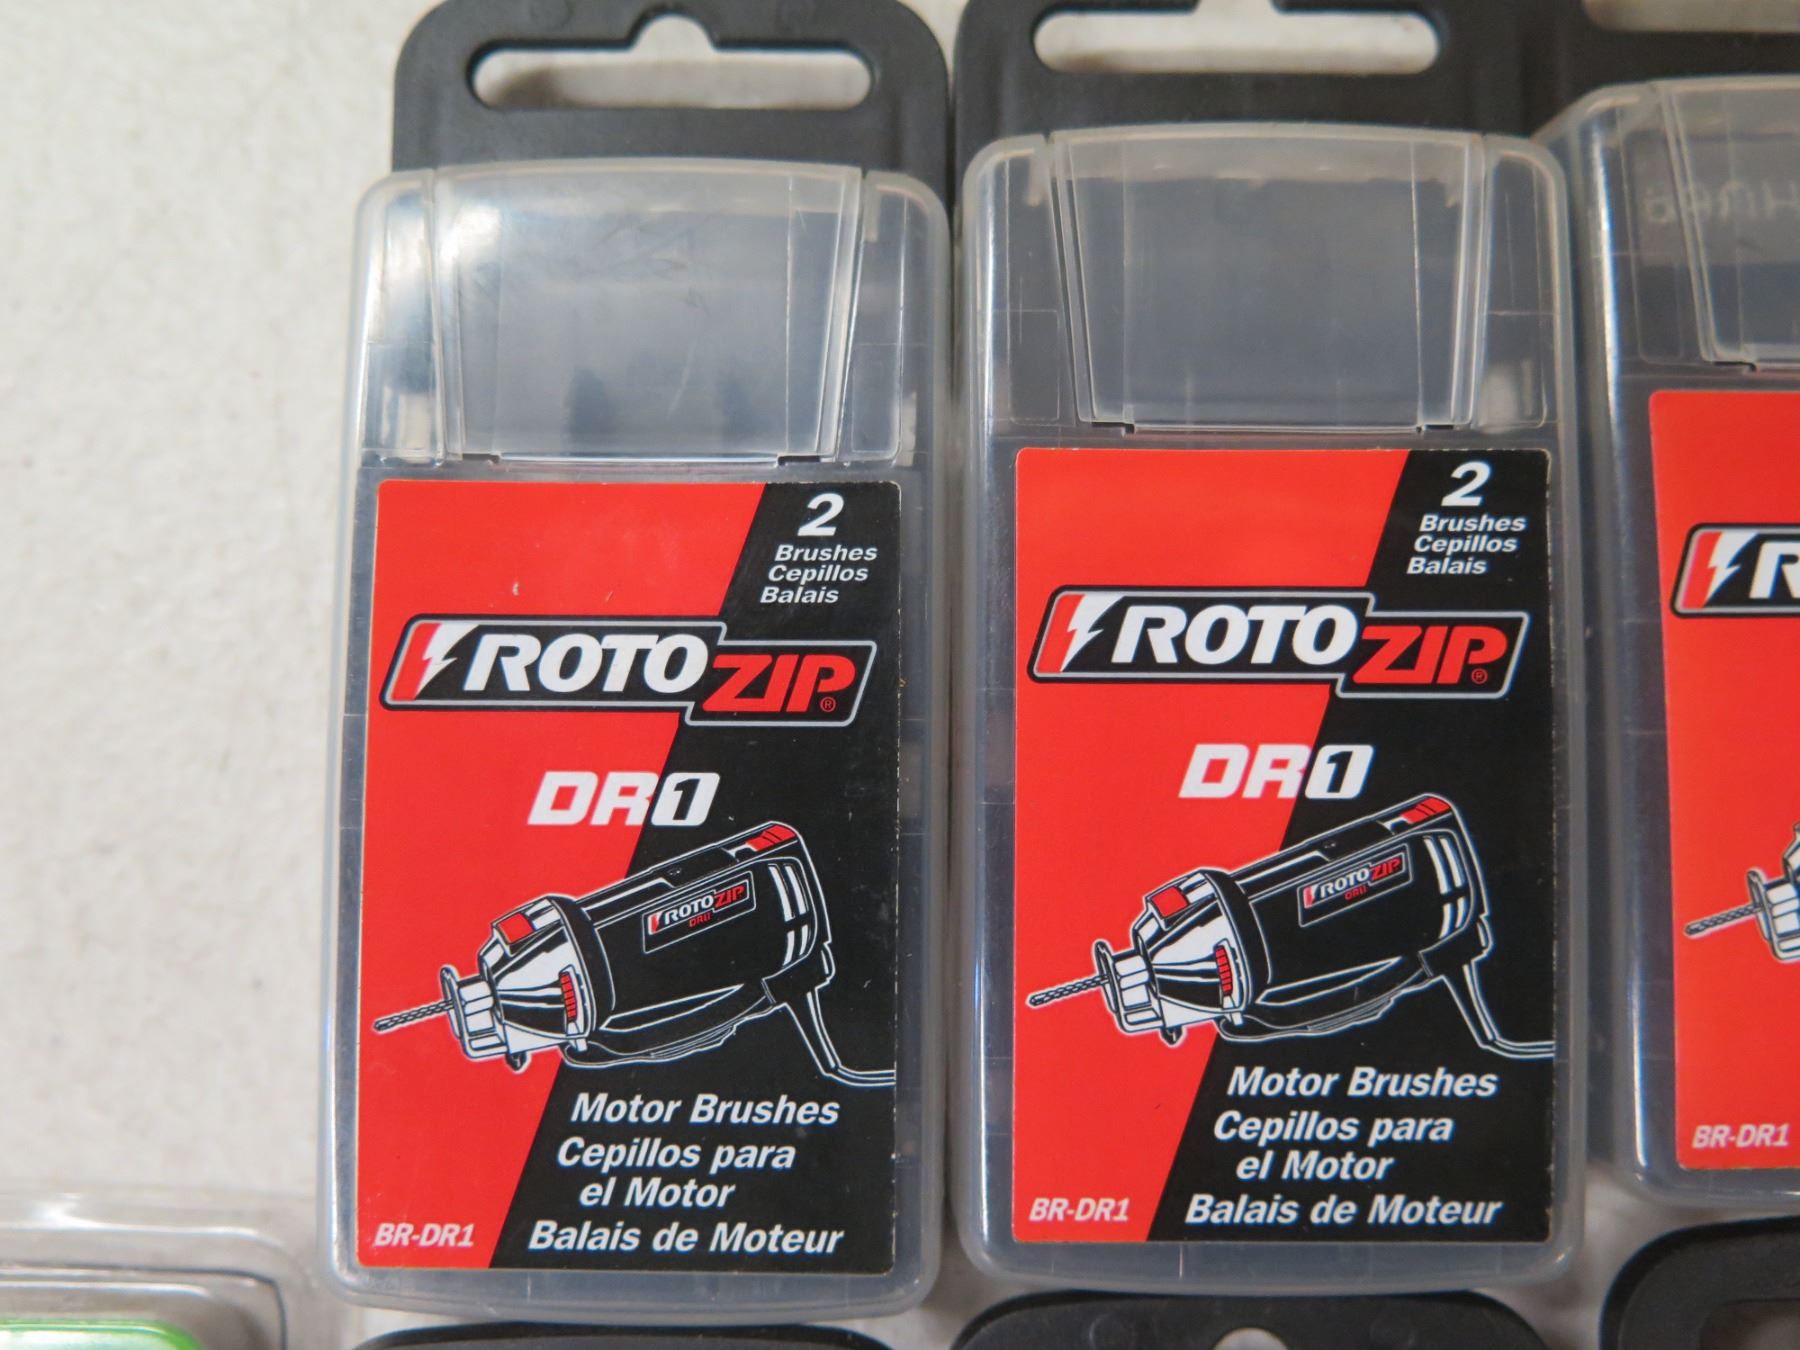 2
Brushes
Cepillos
Balais
ROTOZIP®
DR1
ROTOZIP
DR1
Motor Brushes
Cepillos para
el Motor
Balais de Moteur
BR-DR1
2
Brushes
Cepillos
Balais
ROTOZIP®
DR1
ROTOZIP
DR1
Motor Brushes
Cepillos para
el Motor
Balais de Moteur
BR-DR1
BR-DR1